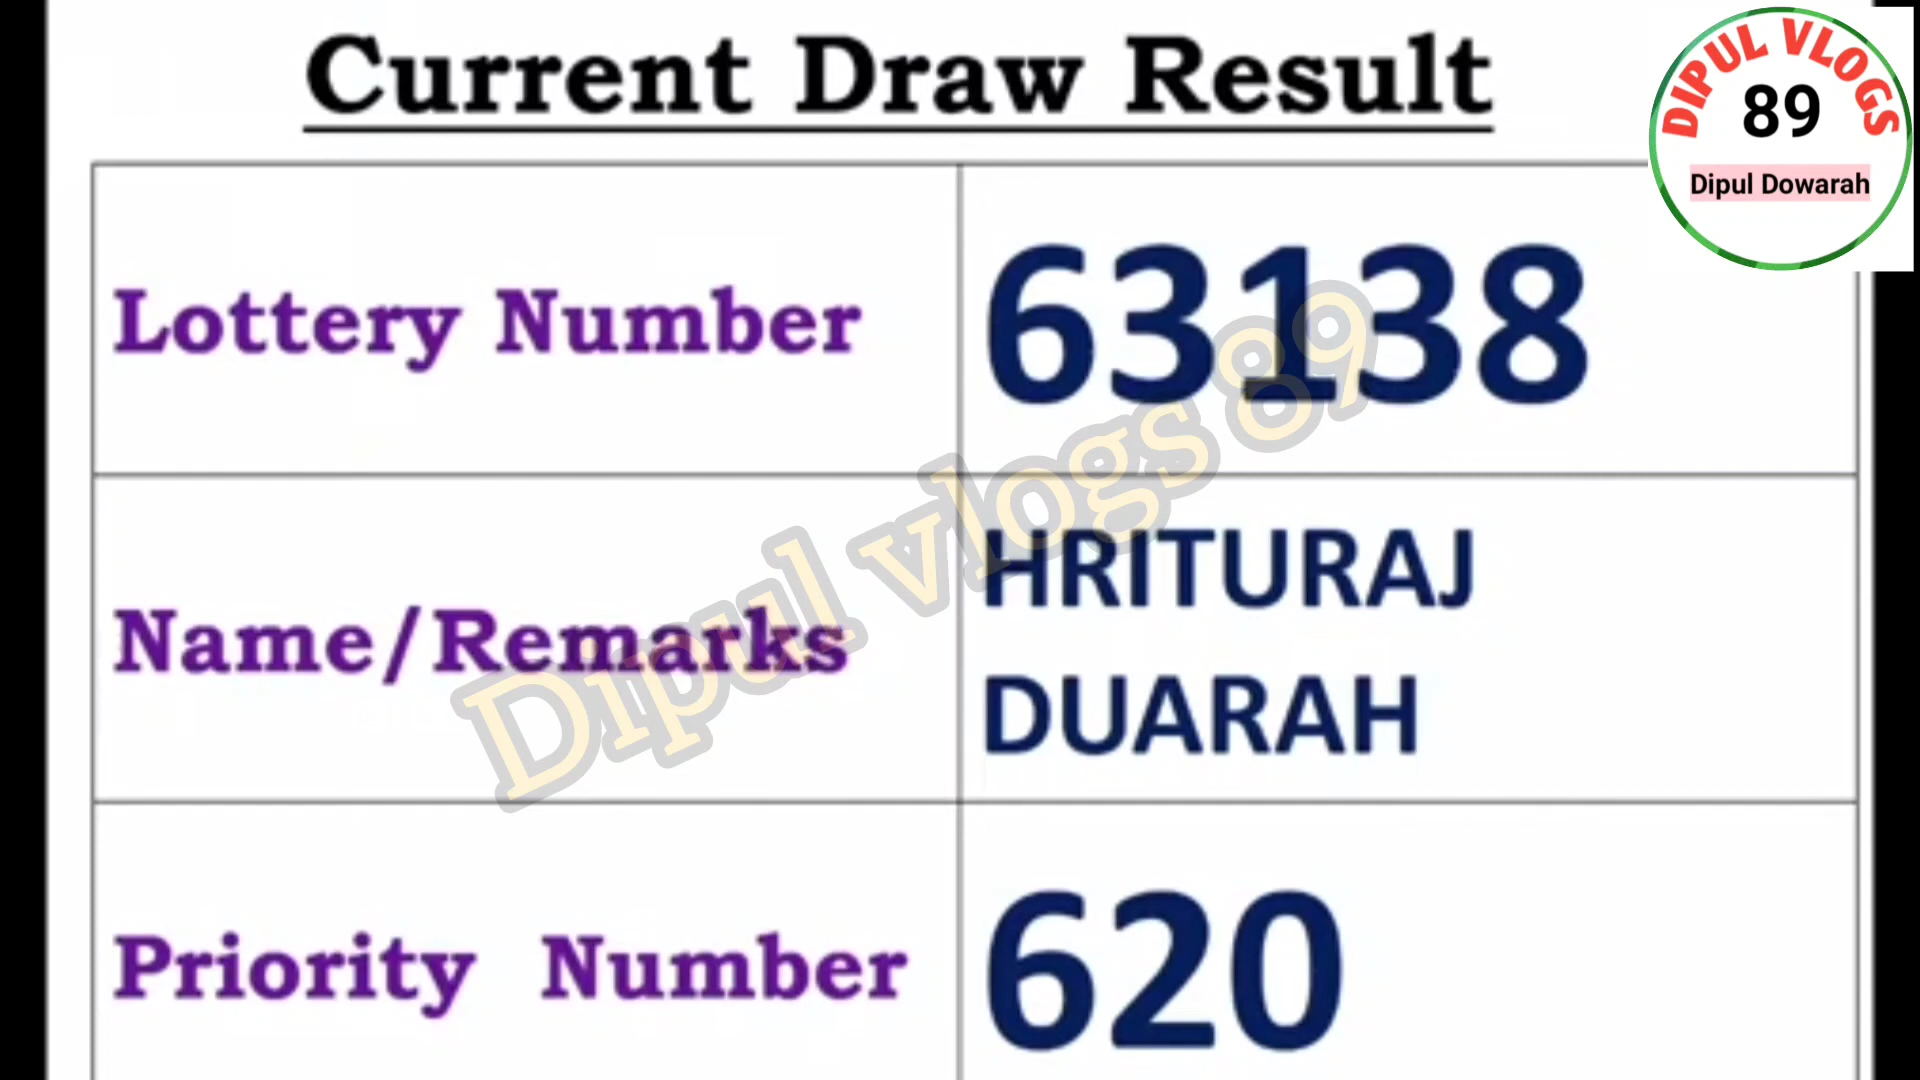 Current Draw Result
DIPUL VLOGS
89
Dipul Dowarah
Lottery Number 63138
Name/Remarks HRITURAJ
DUARAH
Priority Number 620
Dipul vlogs 89